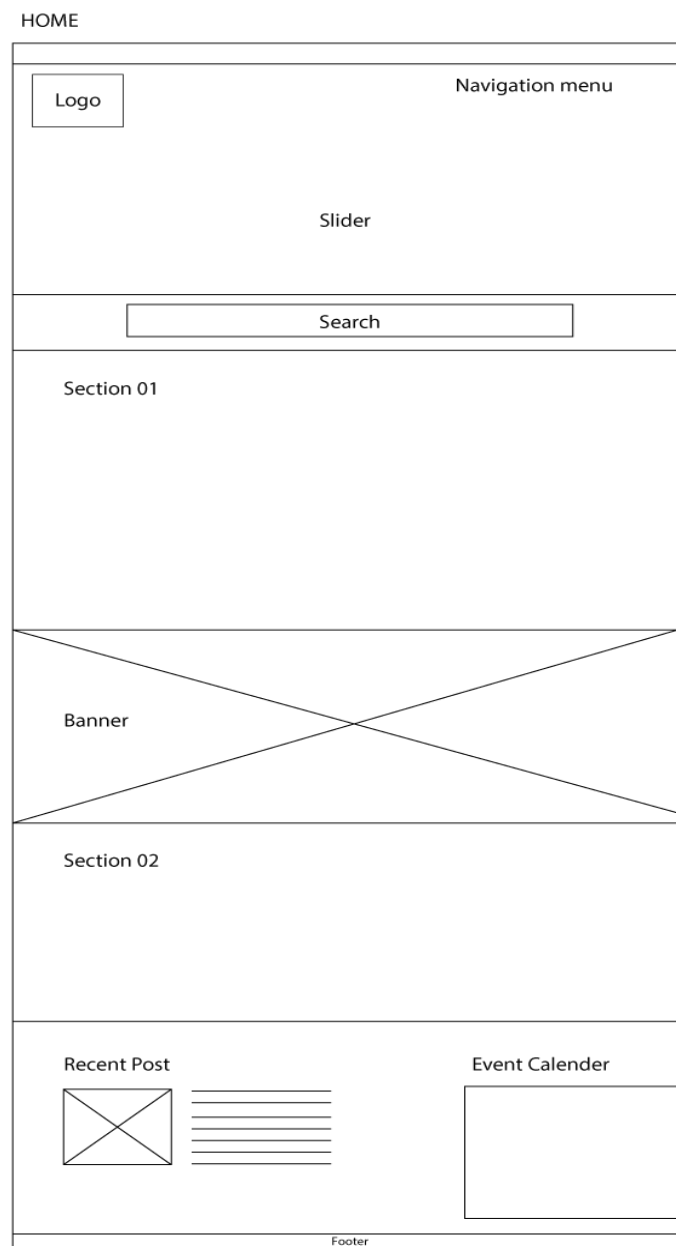 HOME
Logo
Navigation menu
Slider
Search
Section 01
Banner
Section 02
Recent Post
Event Calender
Footer